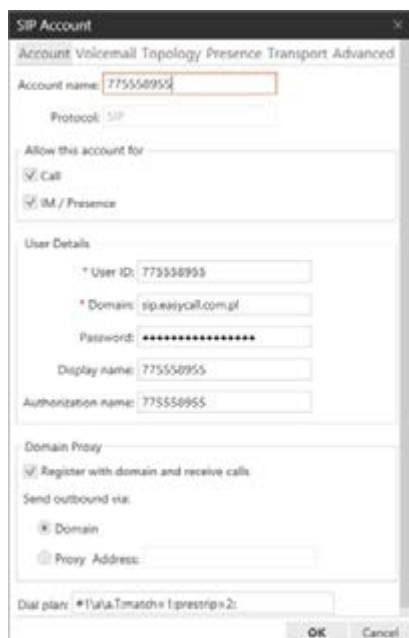 SIP Account
Account Voicemail Topology Presence Transport Advanced
Account name: 775558955
Protocol: SIP
Allow this account for
Call
IM / Presence
User Details
* User ID: 775558955
* Domain: sip.easycall.com.pl
Password: ●●●●●●●●●●●●●●●●
Display name: 775558955
Authorization name: 775558955
Domain Proxy
Register with domain and receive calls
Send outbound via:
Domain
Proxy Address:
Dial plan: #1\a\a.T;match=1;prestrip=2;
OK Cancel